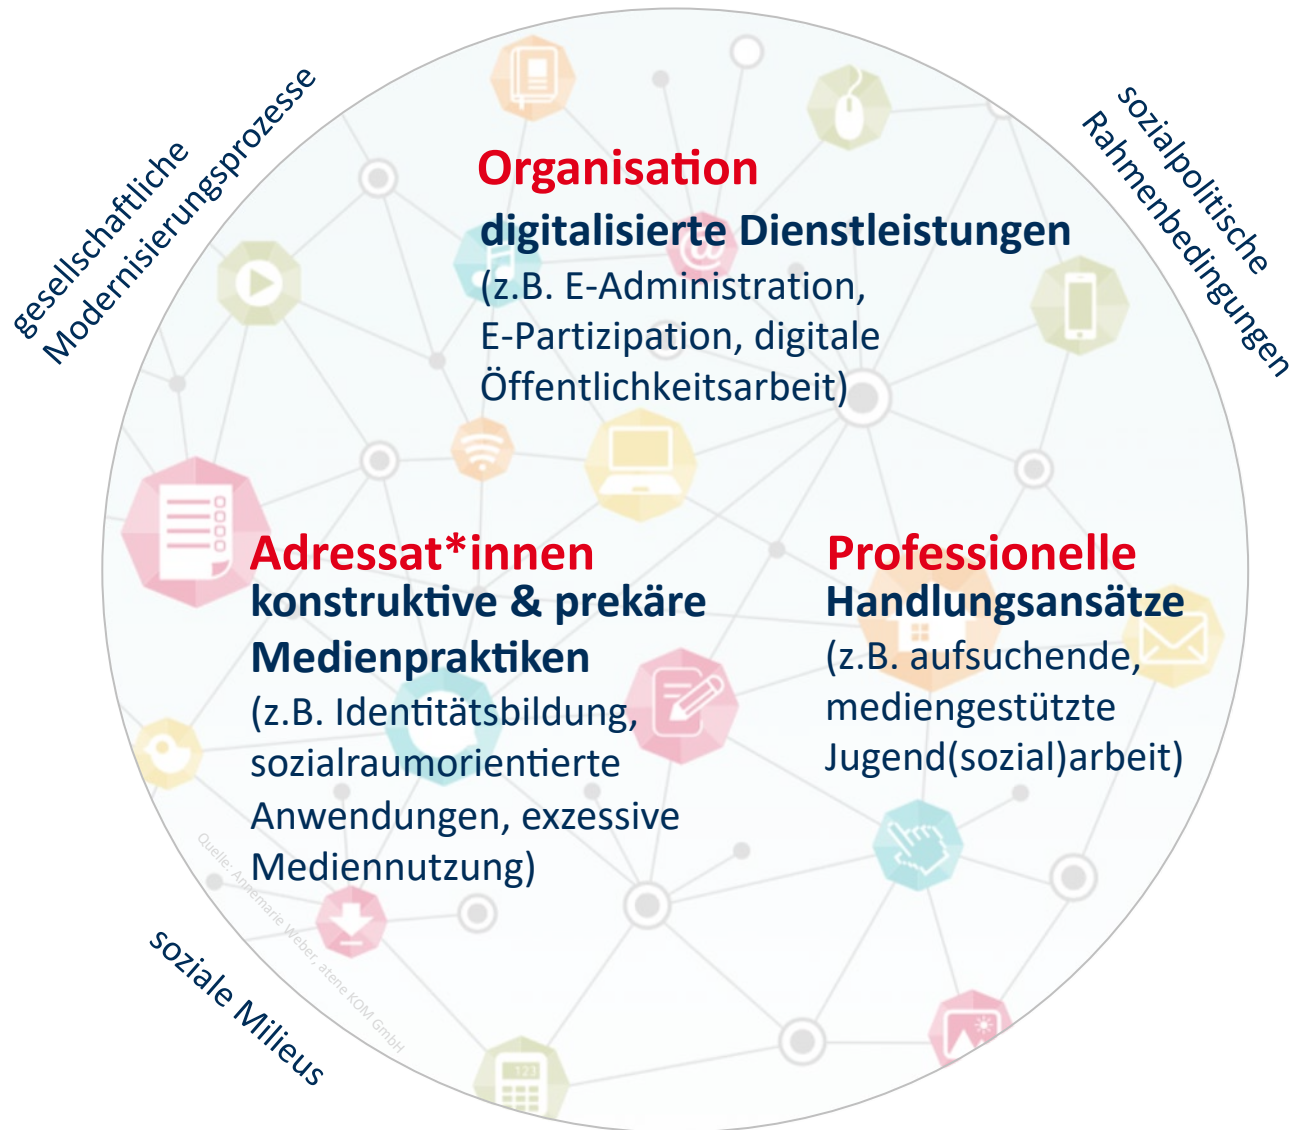 gesellschaftliche
Modernisierungsprozesse
sozialpolitische
Rahmenbedingungen
Organisation
digitalisierte Dienstleistungen
(z.B. E-Administration,
E-Partizipation, digitale
Öffentlichkeitsarbeit)
Adressat*innen
konstruktive & prekäre
Medienpraktiken
(z.B. Identitätsbildung,
sozialraumorientierte
Anwendungen, exzessive
Mediennutzung)
Professionelle
Handlungsansätze
(z.B. aufsuchende,
mediengestützte
Jugend(sozial)arbeit)
soziale Milieus
Quelle: Annemarie Weber, atene KOM GmbH
@
123